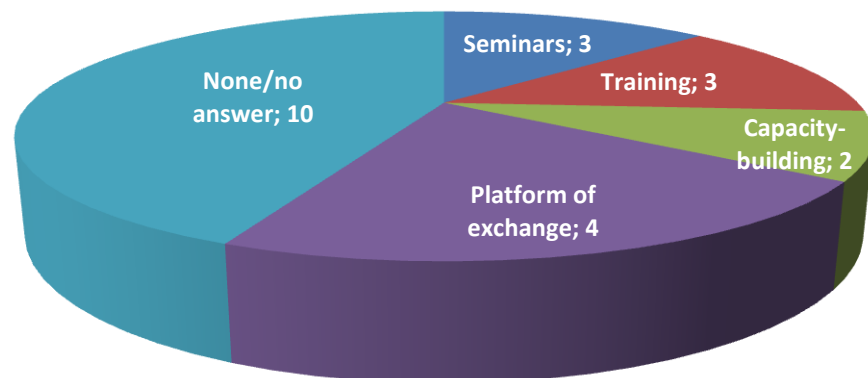 Seminars; 3
None/no
answer; 10
Training; 3
Capacity-
building; 2
Platform of
exchange; 4